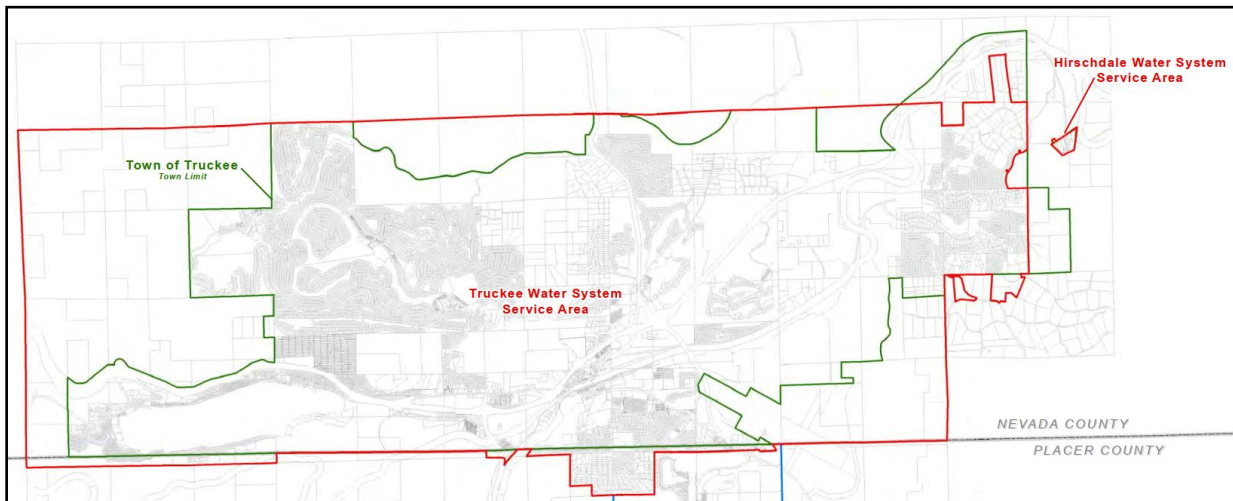 Hirschdale Water System
Service Area
Town of Truckee
Town Limit
Truckee Water System
Service Area
NEVADA COUNTY
PLACER COUNTY